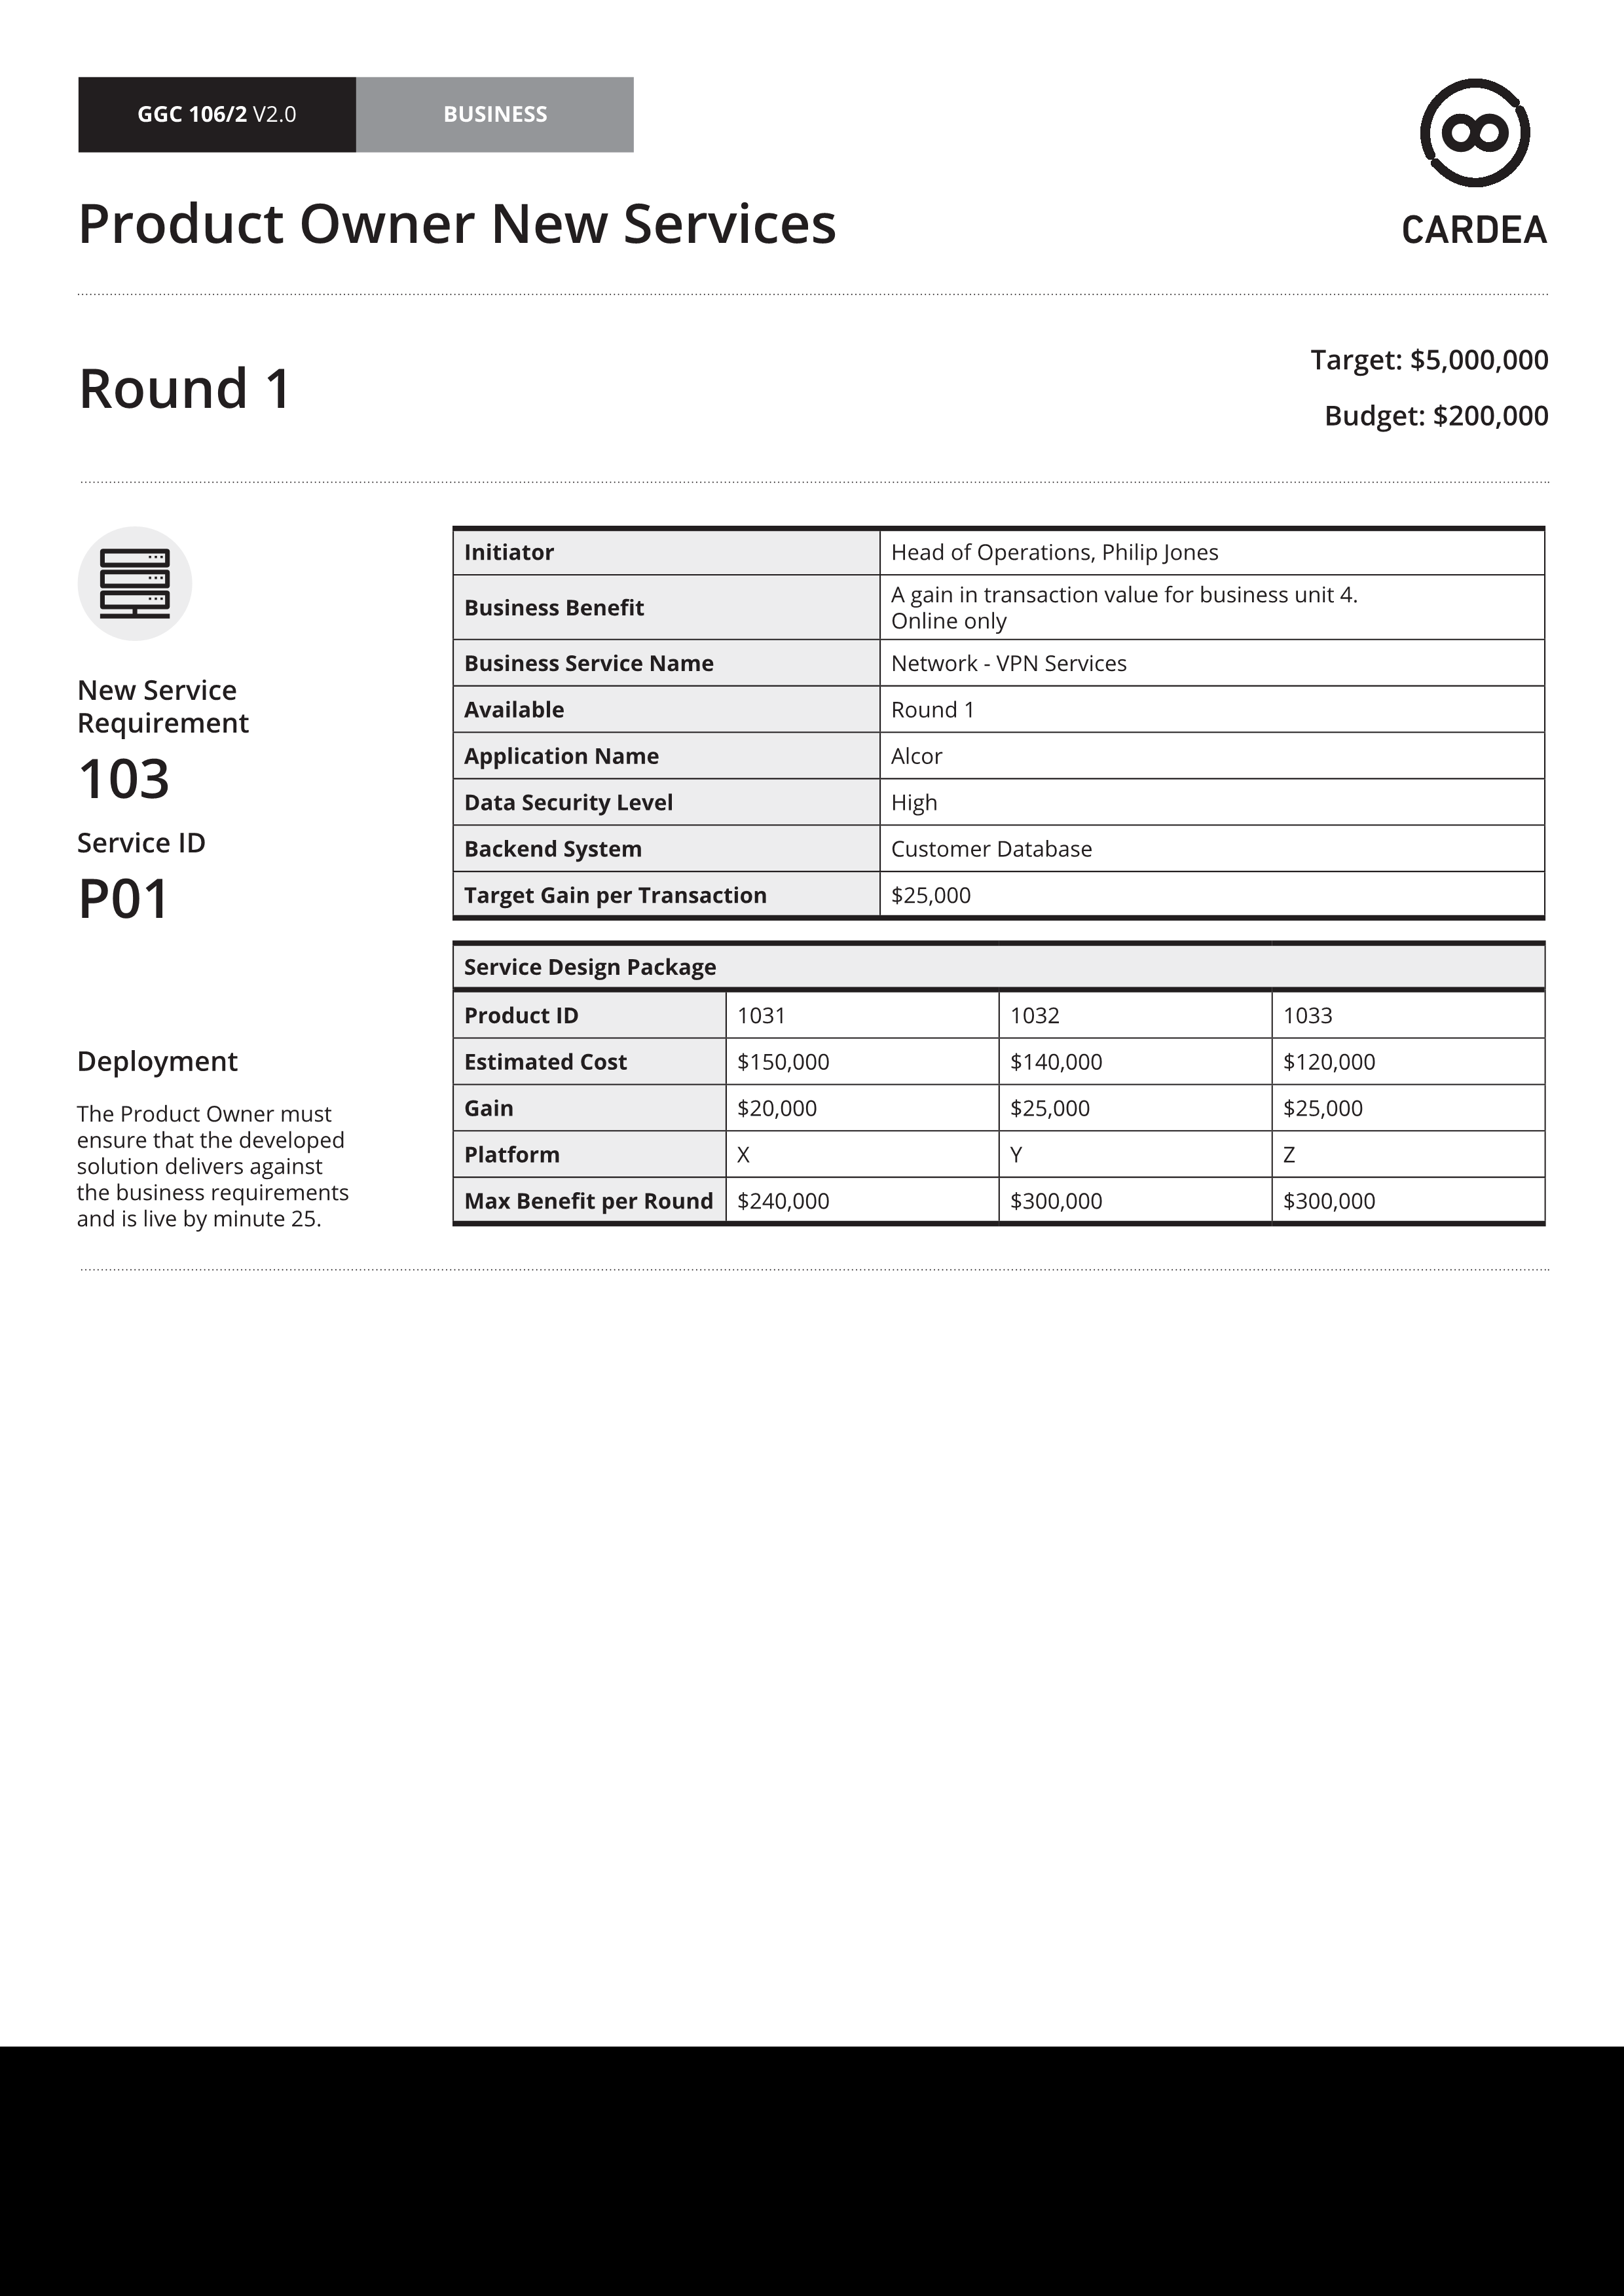 GGC 106/2 V2.0 BUSINESS
CARDEA
Product Owner New Services
Round 1
Target: $5,000,000
Budget: $200,000
New Service
Requirement
103
Service ID
P01
Initiator Head of Operations, Philip Jones
Business Benefit A gain in transaction value for business unit 4.
Online only
Business Service Name Network - VPN Services
Available Round 1
Application Name Alcor
Data Security Level High
Backend System Customer Database
Target Gain per Transaction $25,000
Deployment
The Product Owner must
ensure that the developed
solution delivers against
the business requirements
and is live by minute 25.
Service Design Package
Product ID 1031 1032 1033
Estimated Cost $150,000 $140,000 $120,000
Gain $20,000 $25,000 $25,000
Platform X Y Z
Max Benefit per Round $240,000 $300,000 $300,000